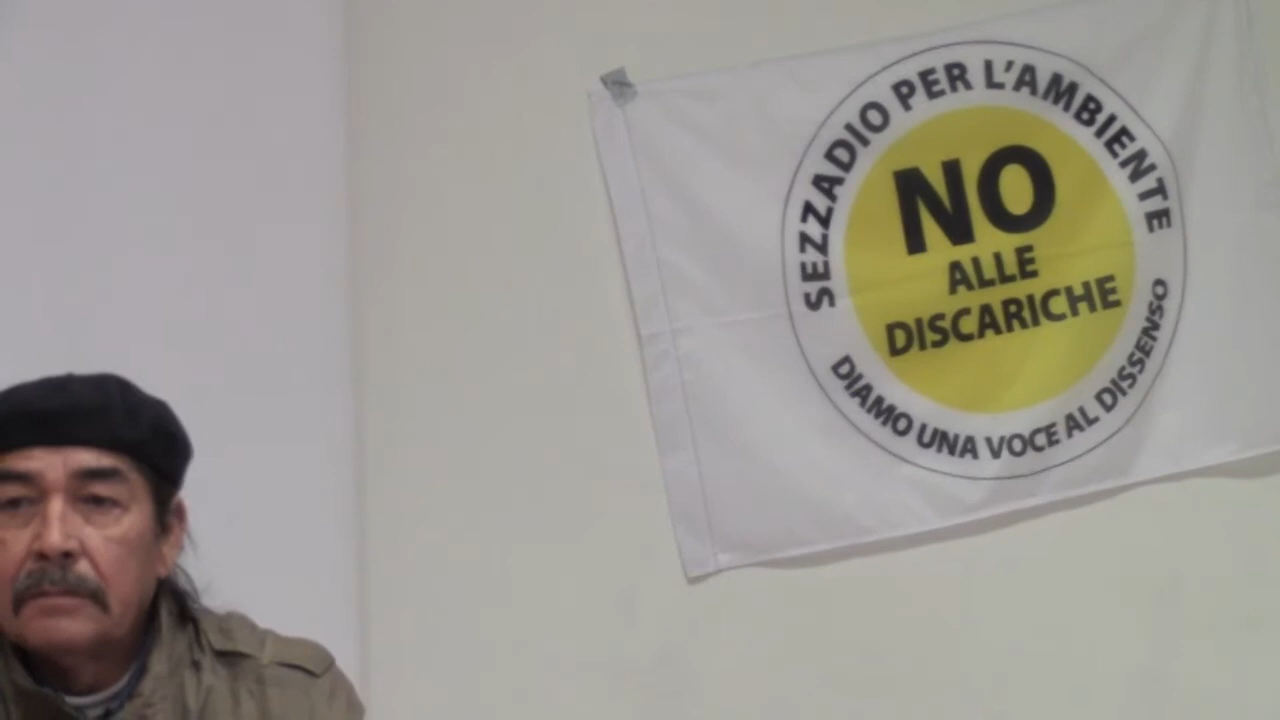 SEZZADIO PER L'AMBIENTE
NO
ALLE
DISCARICHE
DIAMO UNA VOCE AL DISSENSO